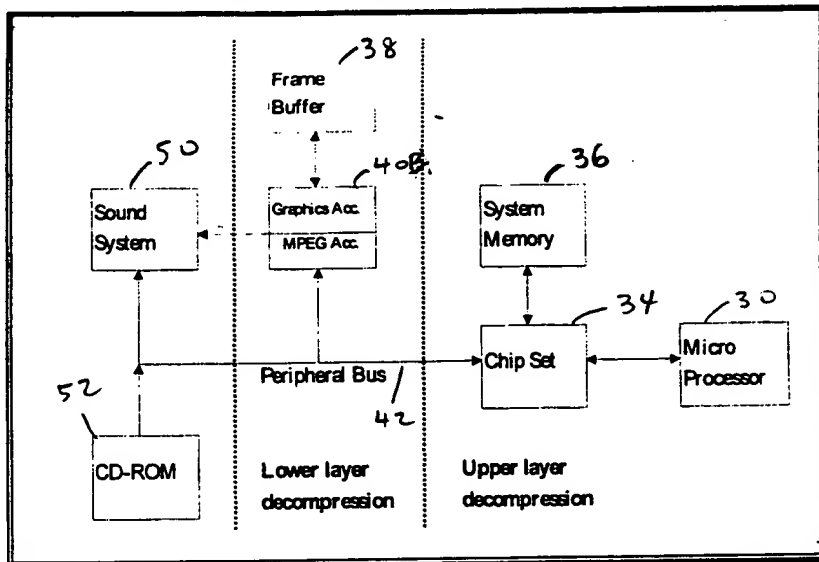 38
Frame
Buffer
50
40B.
36
Sound
System
Graphics Acc.
MPEG Acc.
System
Memory
34
30
Chip Set
Micro
Processor
Peripheral Bus
42
52
CD-ROM
Lower layer
decompression
Upper layer
decompression